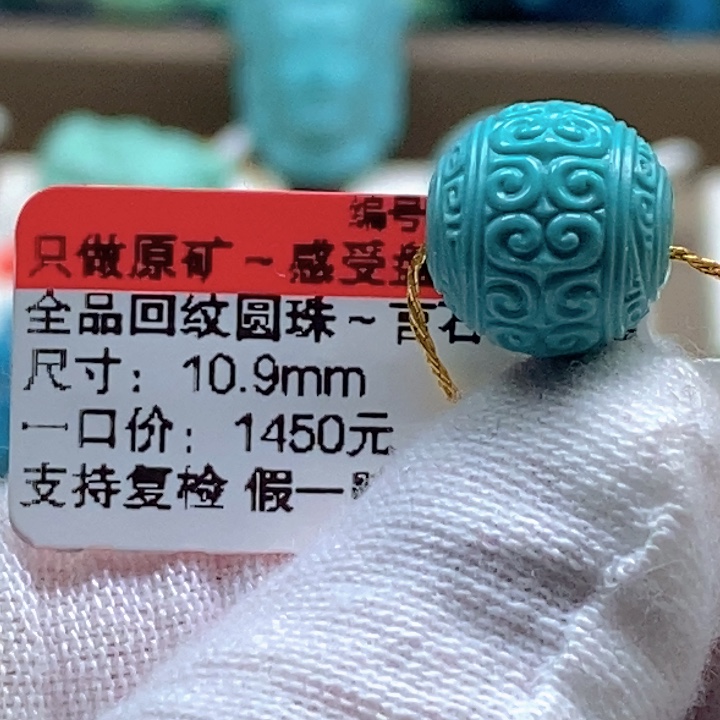 编号
只做原矿~感受
全品回纹圆珠~
尺寸：10.9mm
一口价：1450元
支持复检 假一